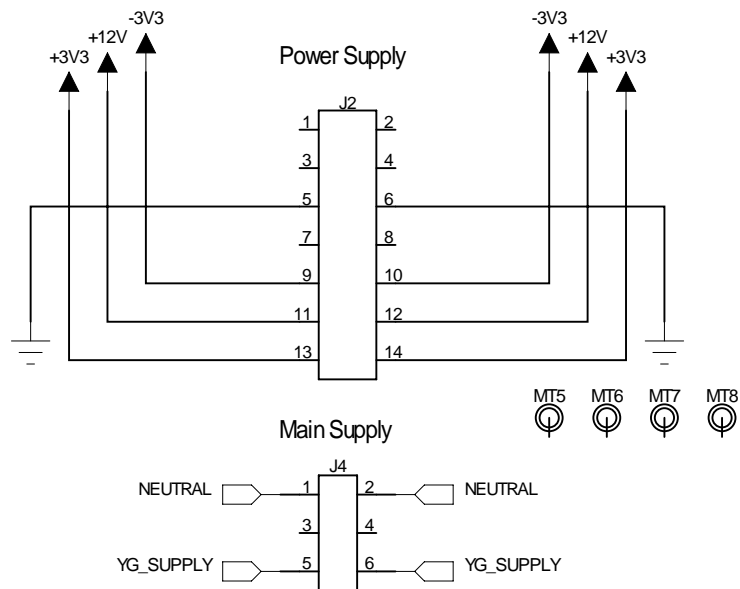 -3V3 -3V3
+12V +12V
+3V3 Power Supply +3V3
J2
1 2
3 4
5 6
7 8
9 10
11 12
13 14
MT5 MT6 MT7 MT8
Main Supply
J4
NEUTRAL 1 2 NEUTRAL
3 4
YG_SUPPLY 5 6 YG_SUPPLY